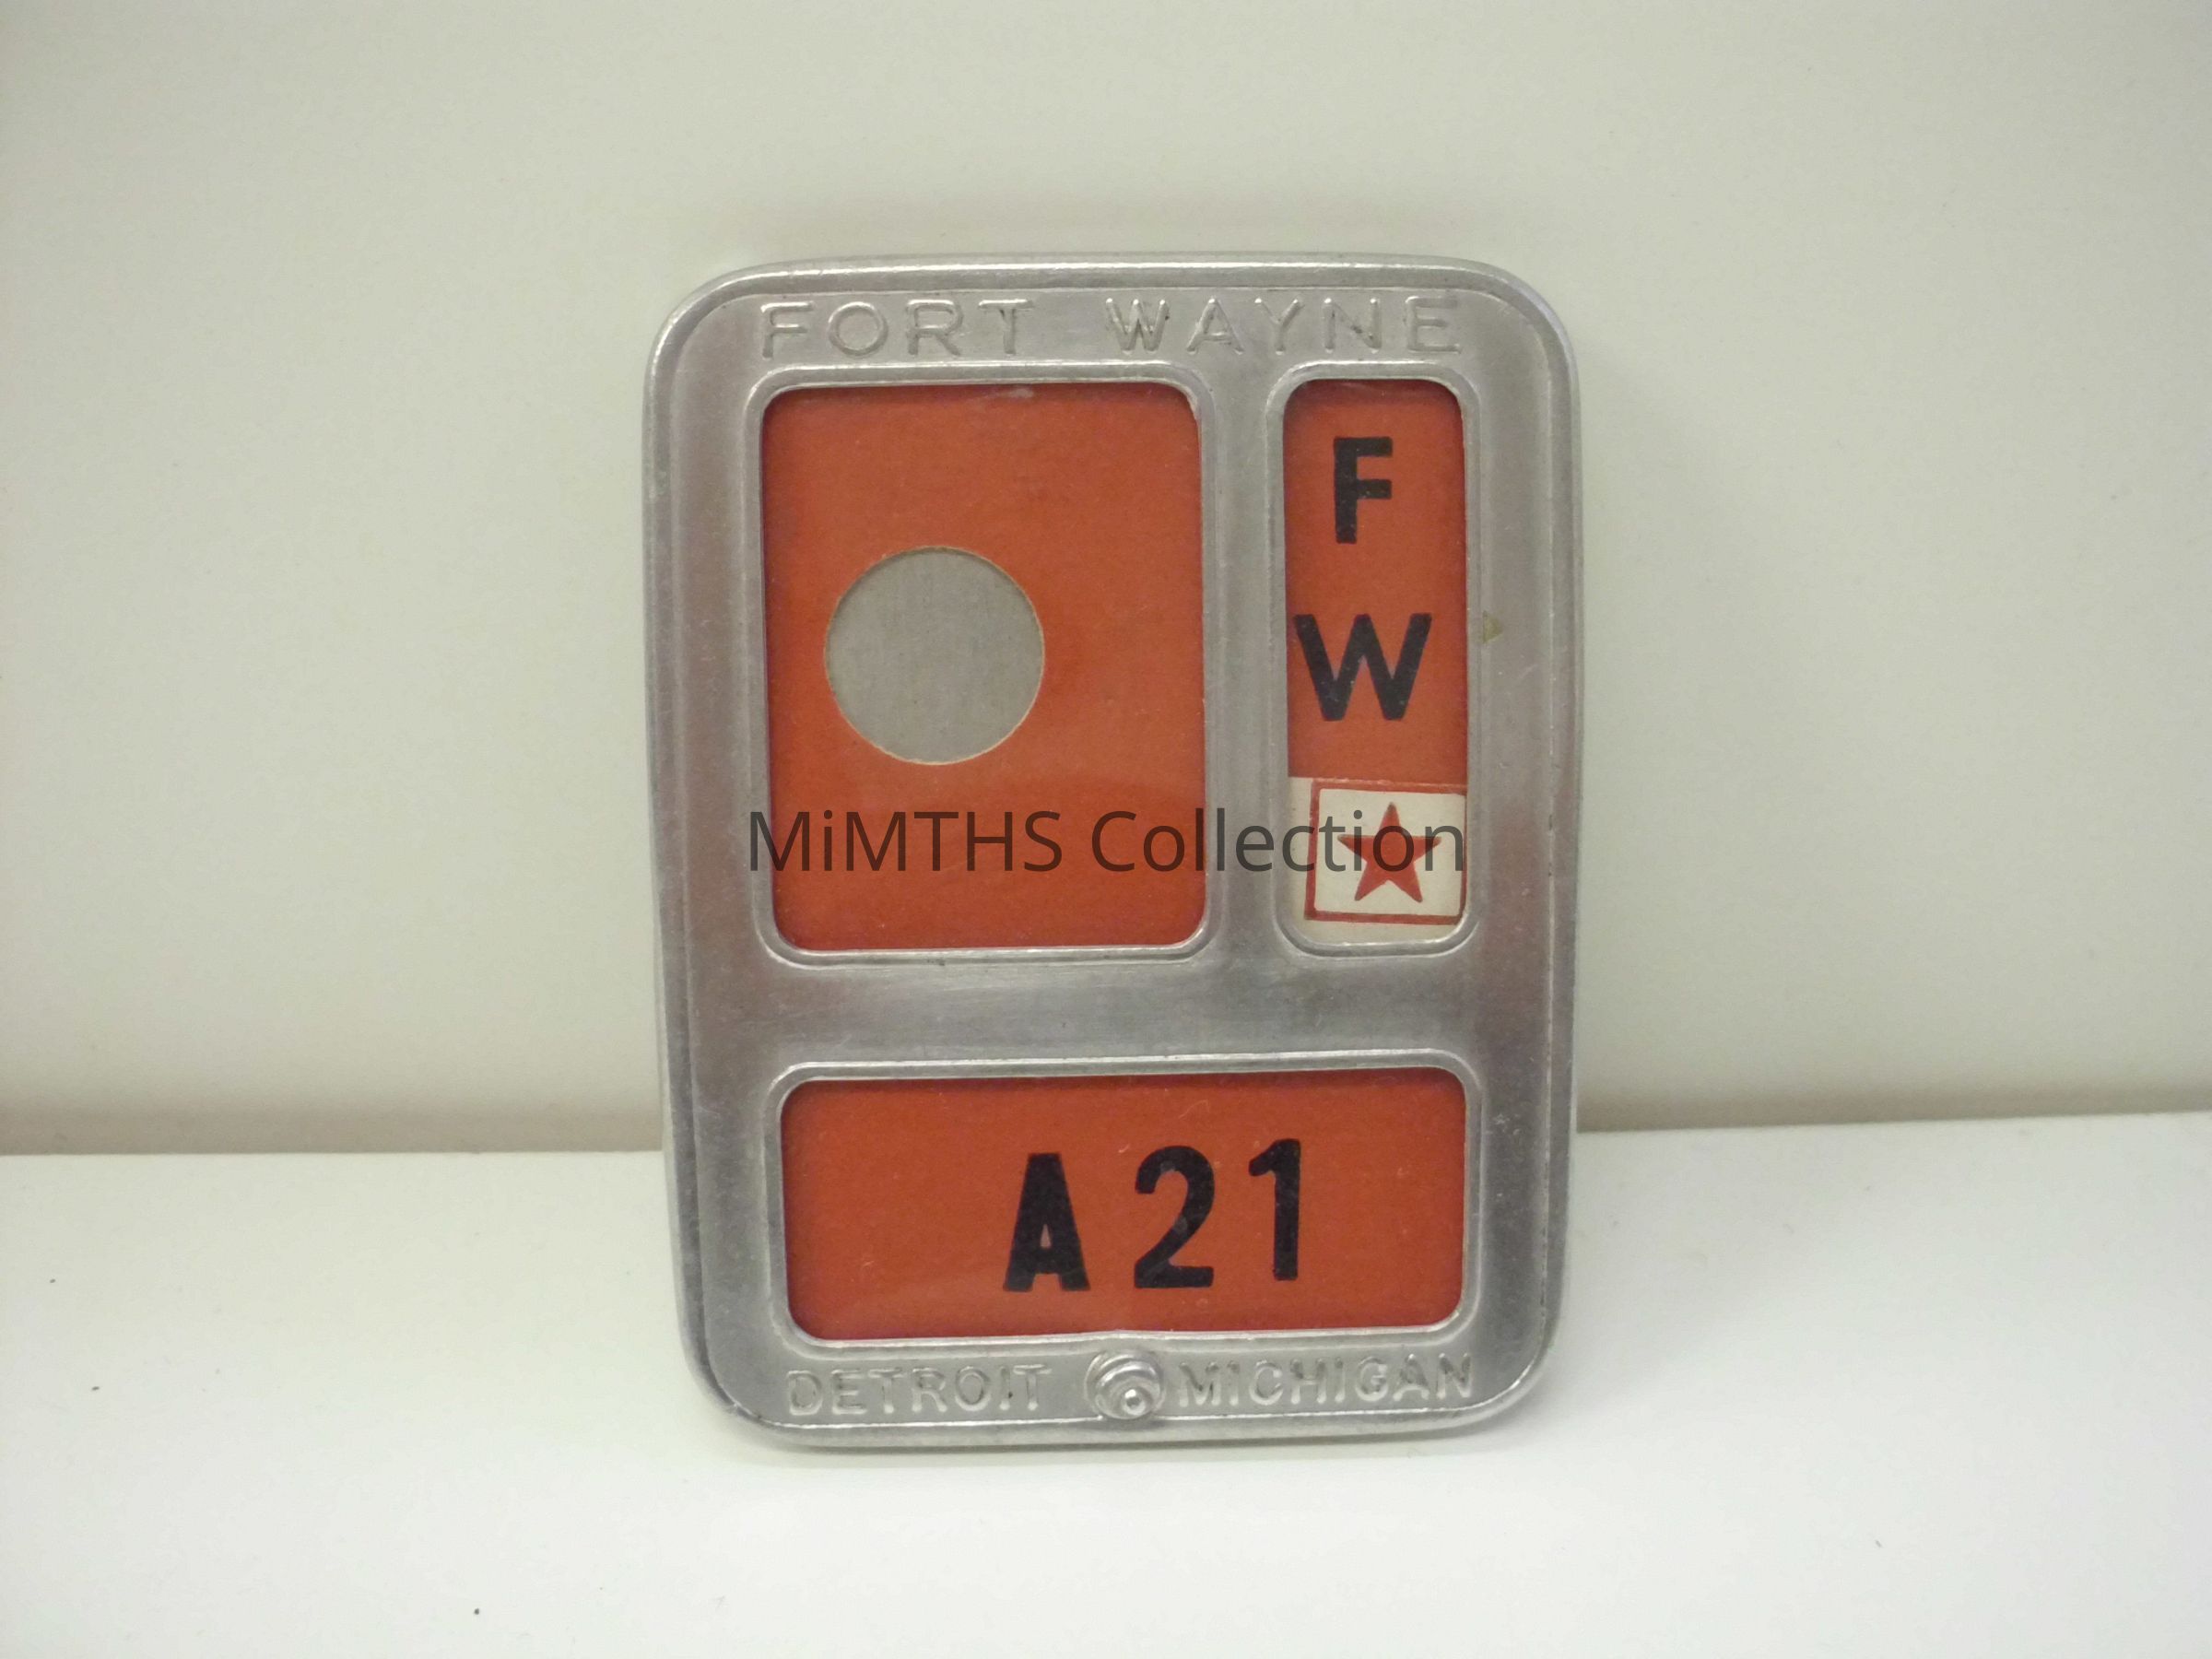 FORT WAYNE
F
W
MiMTHS Collection
A21
DETROIT MICHIGAN